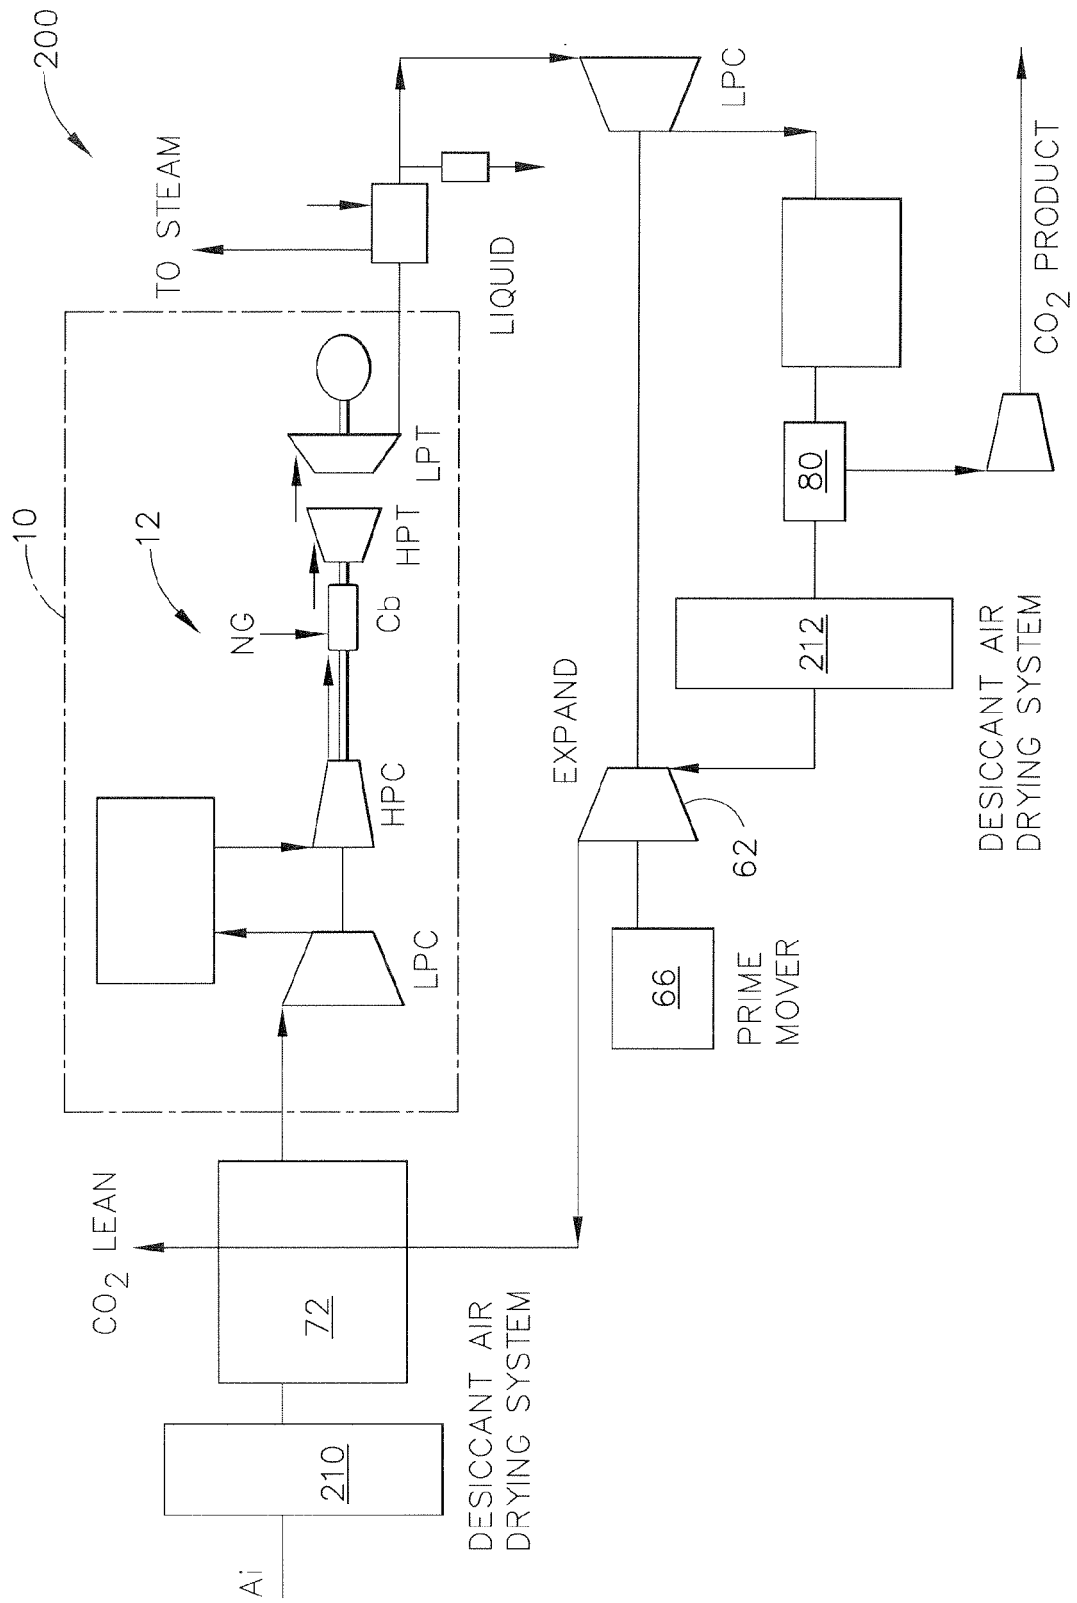 200
10
TO STEAM
12
NG
Cb
HPT
LPT
LIQUID
HPC
LPC
CO2 LEAN
72
Ai
210
DESICCANT AIR
DRYING SYSTEM
LPC
EXPAND
62
66
PRIME
MOVER
80
212
DESICCANT AIR
DRYING SYSTEM
CO2 PRODUCT